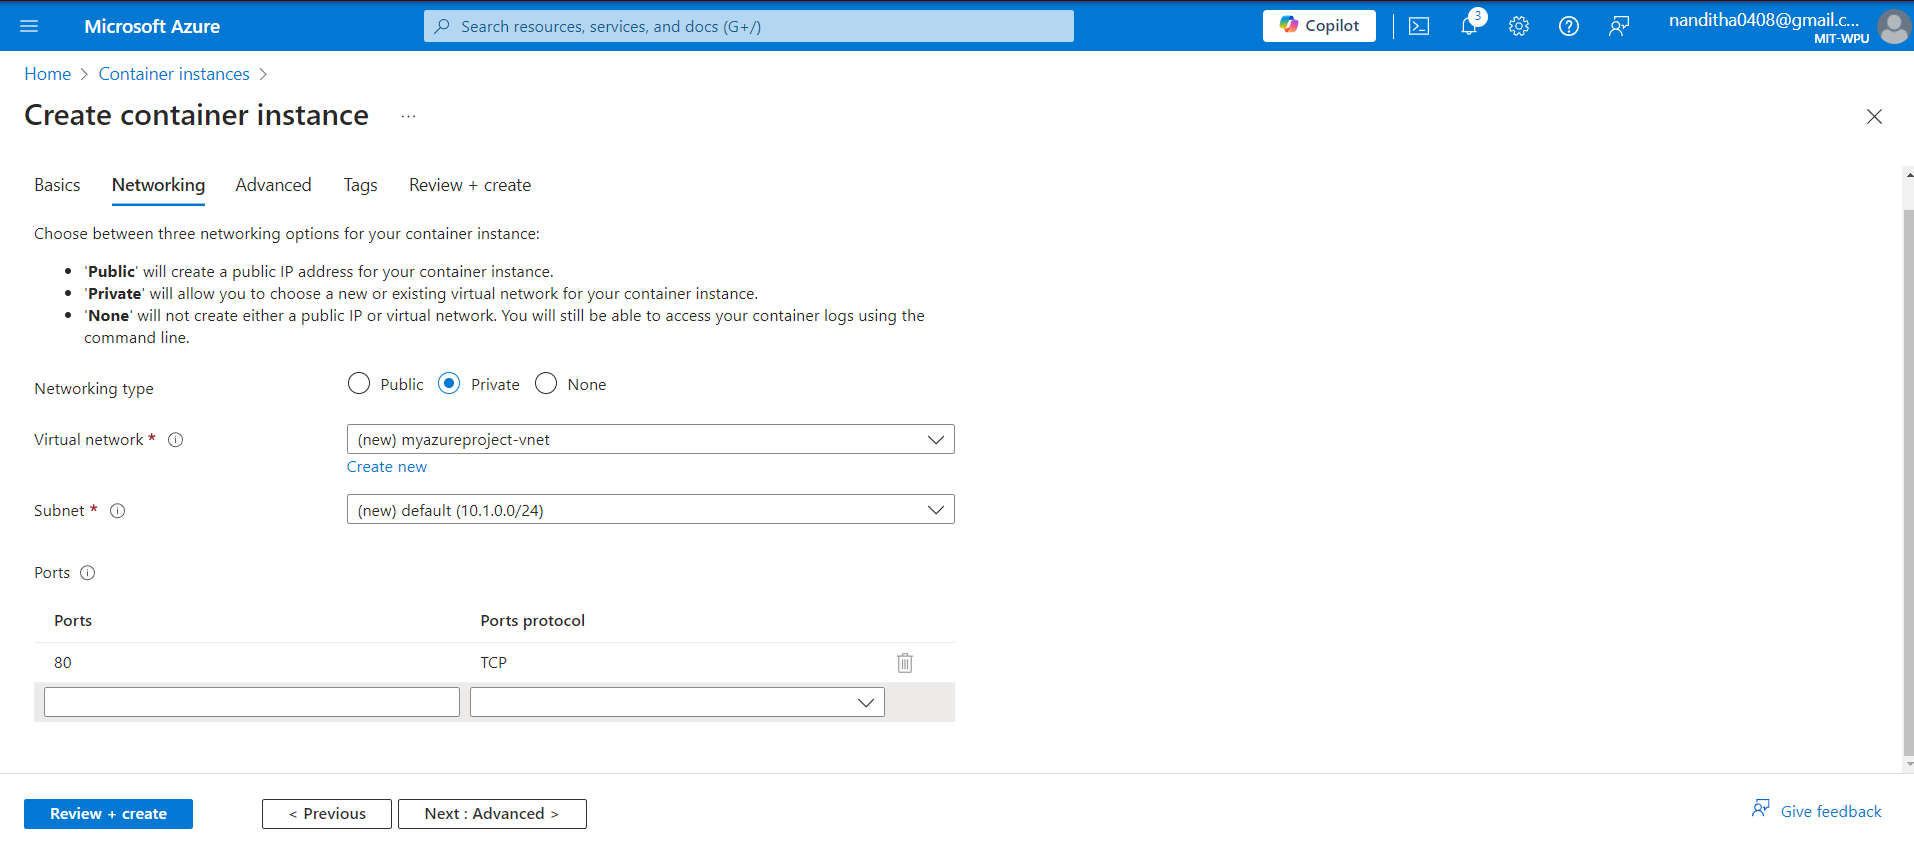 Microsoft Azure
Search resources, services, and docs (G+/)
Copilot
3
nanditha0408@gmail.c...
MIT-WPU
Home > Container instances >
Create container instance ...
Basics Networking Advanced Tags Review + create
Choose between three networking options for your container instance:
• 'Public' will create a public IP address for your container instance.
• 'Private' will allow you to choose a new or existing virtual network for your container instance.
• 'None' will not create either a public IP or virtual network. You will still be able to access your container logs using the
command line.
Networking type Public Private None
Virtual network * (new) myazureproject-vnet
Create new
Subnet * (new) default (10.1.0.0/24)
Ports
Ports Ports protocol
80 TCP
Review + create < Previous Next : Advanced > Give feedback